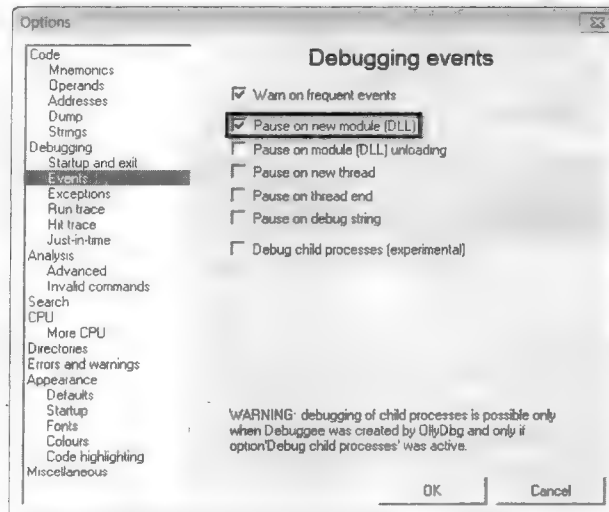 Options
Code
Mnemonics
Operands
Addresses
Dump
Strings
Debugging
Startup and exit
Events
Exceptions
Run trace
Hit trace
Just-in-time
Analysis
Advanced
Invalid commands
Search
CPU
More CPU
Directories
Errors and warnings
Appearance
Defaults
Startup
Fonts
Colours
Code highlighting
Miscellaneous
Debugging events
Warn on frequent events
Pause on new module (DLL)
Pause on module (DLL) unloading
Pause on new thread
Pause on thread end
Pause on debug string
Debug child processes (experimental)
WARNING: debugging of child processes is possible only
when Debuggee was created by OllyDbg and only if
option'Debug child processes' was active.
OK
Cancel